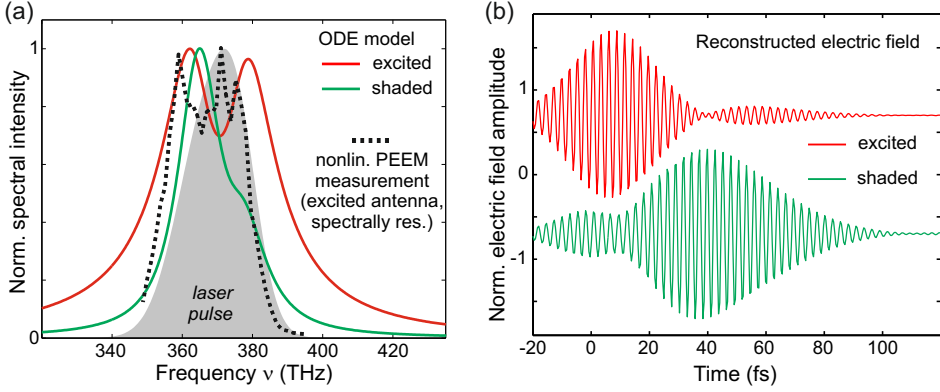 (a)
Norm. spectral intensity
1
0
ODE model
excited
shaded
nonlin. PEEM
measurement
(excited antenna,
spectrally res.)
laser
pulse
340
360
380
400
420
320
Frequency ν (THz)
(b)
Norm. electric field amplitude
1
0
-1
Reconstructed electric field
excited
shaded
-20
0
20
40
60
80
100
Time (fs)